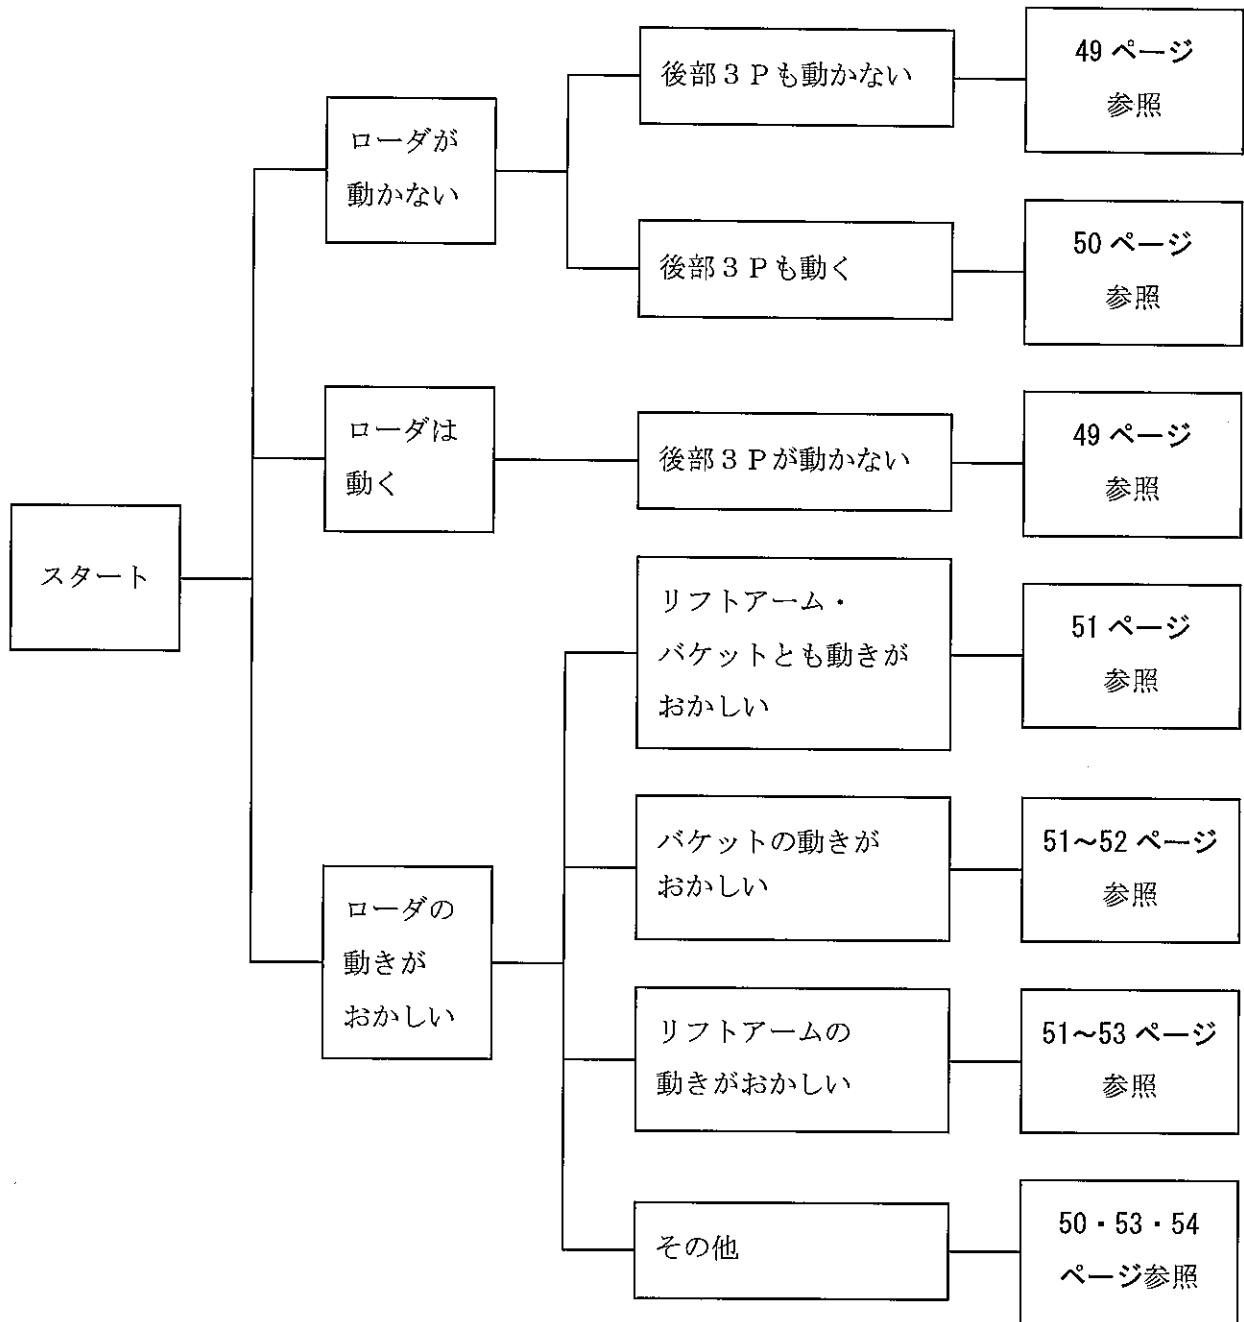 スタート
ローダが
動かない
後部３Ｐも動かない
49 ページ
参照
後部３Ｐも動く
50 ページ
参照
ローダは
動く
後部３Ｐが動かない
49 ページ
参照
ローダの
動きが
おかしい
リフトアーム・
バケットとも動きが
おかしい
51 ページ
参照
バケットの動きが
おかしい
51～52 ページ
参照
リフトアームの
動きがおかしい
51～53 ページ
参照
その他
50・53・54
ページ参照